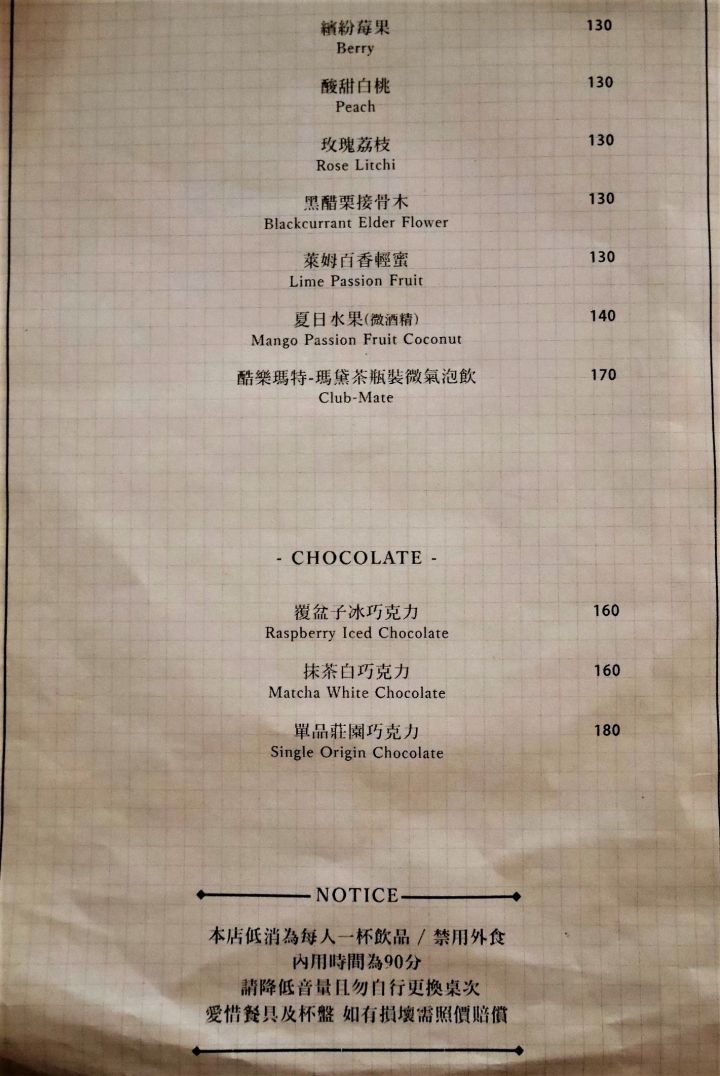 繽紛莓果 130
Berry
酸甜白桃 130
Peach
玫瑰荔枝 130
Rose Litchi
黑醋栗接骨木 130
Blackcurrant Elder Flower
萊姆百香輕蜜 130
Lime Passion Fruit
夏日水果(微酒精) 140
Mango Passion Fruit Coconut
酷樂瑪特-瑪黛茶瓶裝微氣泡飲 170
Club-Mate
- CHOCOLATE -
覆盆子冰巧克力 160
Raspberry Iced Chocolate
抹茶白巧克力 160
Matcha White Chocolate
單品莊園巧克力 180
Single Origin Chocolate
NOTICE
本店低消為每人一杯飲品 / 禁用外食
內用時間為90分
請降低音量且勿自行更換桌次
愛惜餐具及杯盤 如有損壞需照價賠償